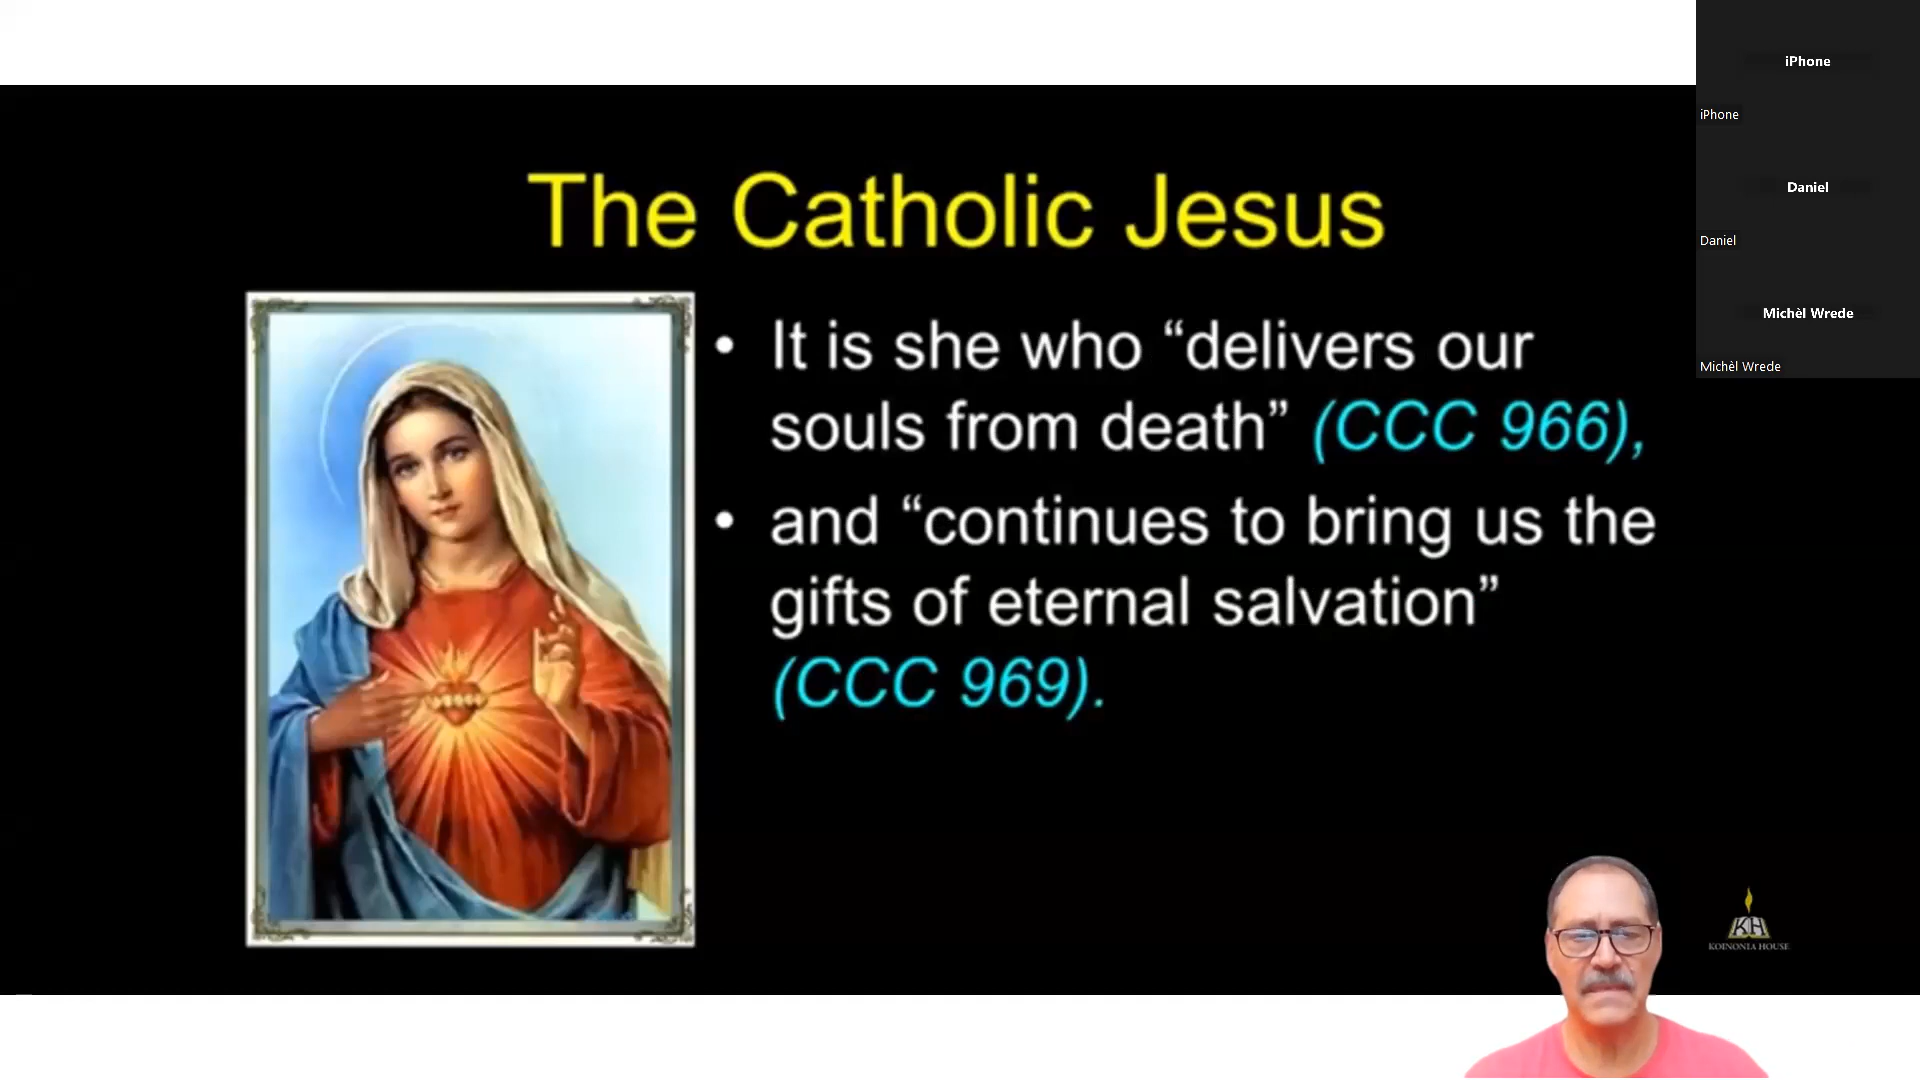 The Catholic Jesus
• It is she who “delivers our
souls from death” (CCC 966),
• and “continues to bring us the
gifts of eternal salvation”
(CCC 969).
iPhone
iPhone
Daniel
Daniel
Michèl Wrede
Michèl Wrede
KH
KOINONIA HOUSE